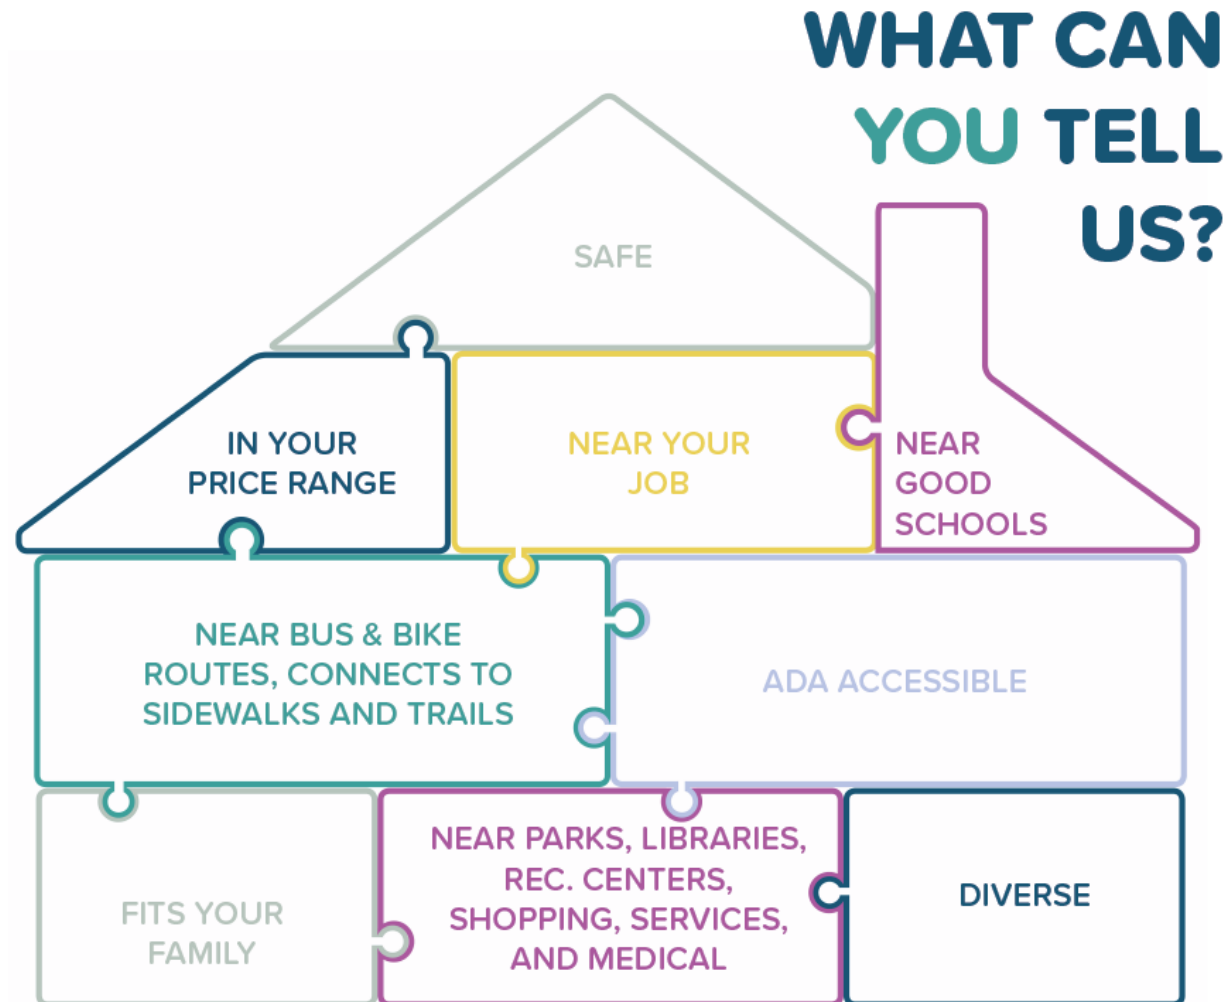 WHAT CAN
YOU TELL
US?
SAFE
IN YOUR
PRICE RANGE
NEAR YOUR
JOB
NEAR
GOOD
SCHOOLS
NEAR BUS & BIKE
ROUTES, CONNECTS TO
SIDEWALKS AND TRAILS
ADA ACCESSIBLE
FITS YOUR
FAMILY
NEAR PARKS, LIBRARIES,
REC. CENTERS,
SHOPPING, SERVICES,
AND MEDICAL
DIVERSE